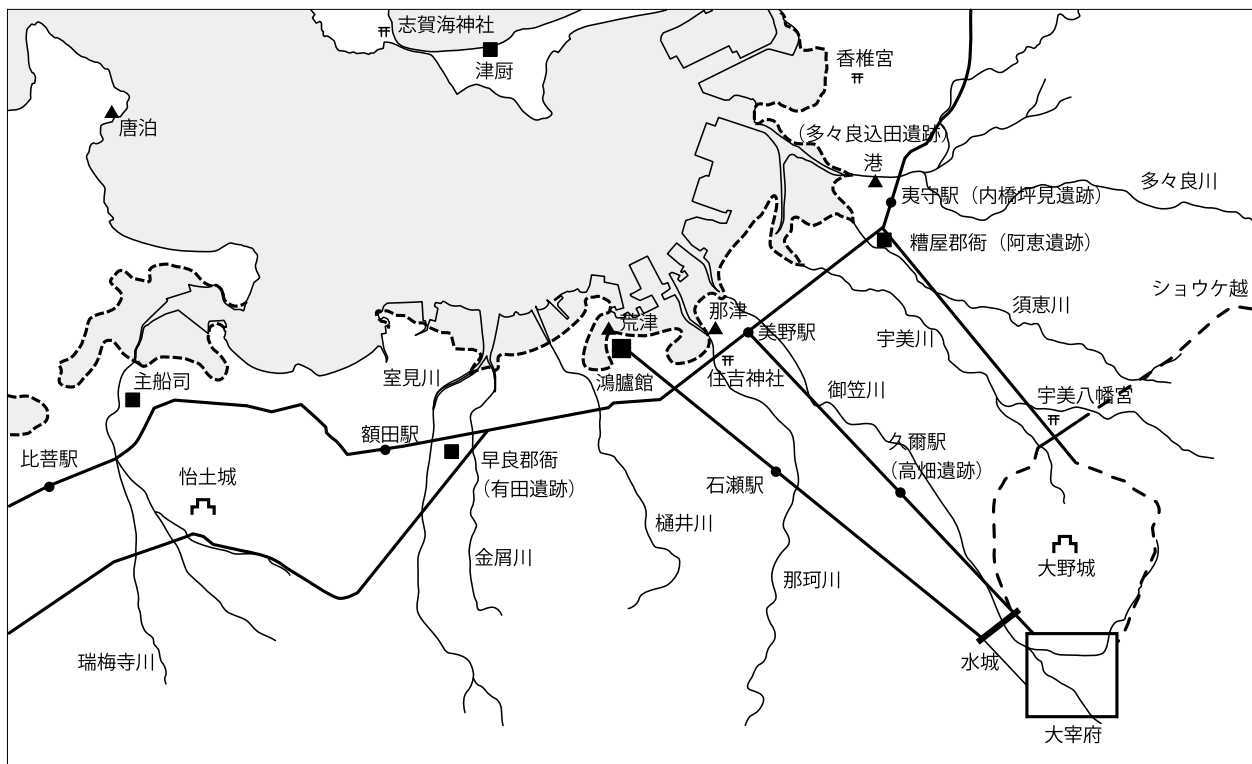 志賀海神社
津厨
香椎宮
唐泊
(多々良込田遺跡)
港
多々良川
夷守駅(内橋坪見遺跡)
糟屋郡衙(阿恵遺跡)
ショウケ越
須恵川
宇美川
那津
荒津
美野駅
主船司
室見川
鴻臚館
住吉神社
御笠川
宇美八幡宮
額田駅
久爾駅
(高畑遺跡)
比菩駅
早良郡衙
(有田遺跡)
怡土城
石瀬駅
樋井川
金屑川
那珂川
大野城
瑞梅寺川
水城
大宰府